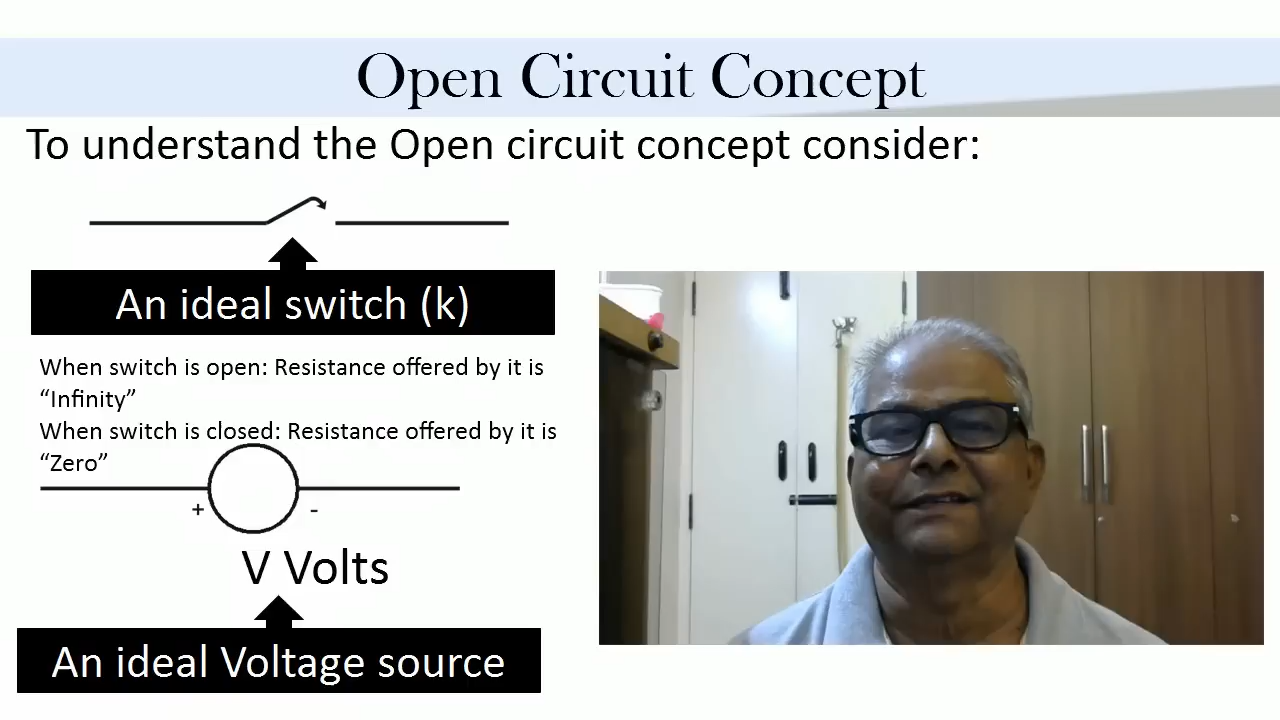 Open Circuit Concept
To understand the Open circuit concept consider:
An ideal switch (k)
When switch is open: Resistance offered by it is
“Infinity”
When switch is closed: Resistance offered by it is
“Zero”
+ -
V Volts
An ideal Voltage source